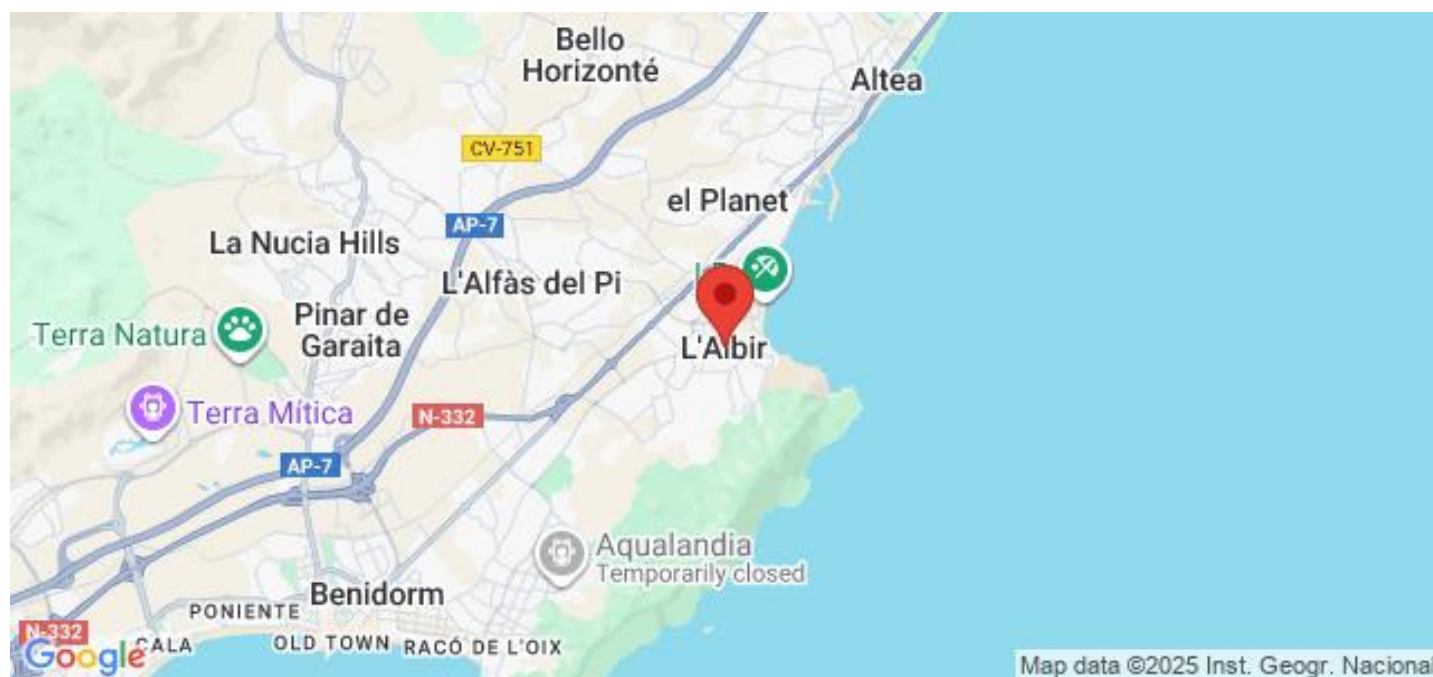 Bello
Horizonté
Altea
CV-751
el Planet
AP-7
La Nucia Hills
L'Alfàs del Pi
Terra Natura
Pinar de
Garaita
L'Albir
Terra Mítica
N-332
AP-7
Aqualandia
Temporarily closed
Benidorm
PONIENTE
N-332
CALA
OLD TOWN
RACÓ DE L'OIX
Google
Map data ©2025 Inst. Geogr. Nacional